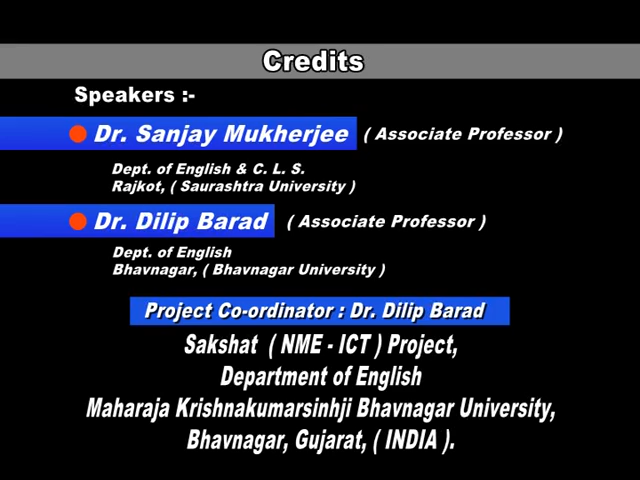 Credits
Speakers :-
Dr. Sanjay Mukherjee ( Associate Professor )
Dept. of English & C. L. S.
Rajkot, ( Saurashtra University )
Dr. Dilip Barad ( Associate Professor )
Dept. of English
Bhavnagar, ( Bhavnagar University )
Project Co-ordinator : Dr. Dilip Barad
Sakshat ( NME - ICT ) Project,
Department of English
Maharaja Krishnakumarsinhji Bhavnagar University,
Bhavnagar, Gujarat, ( INDIA ).